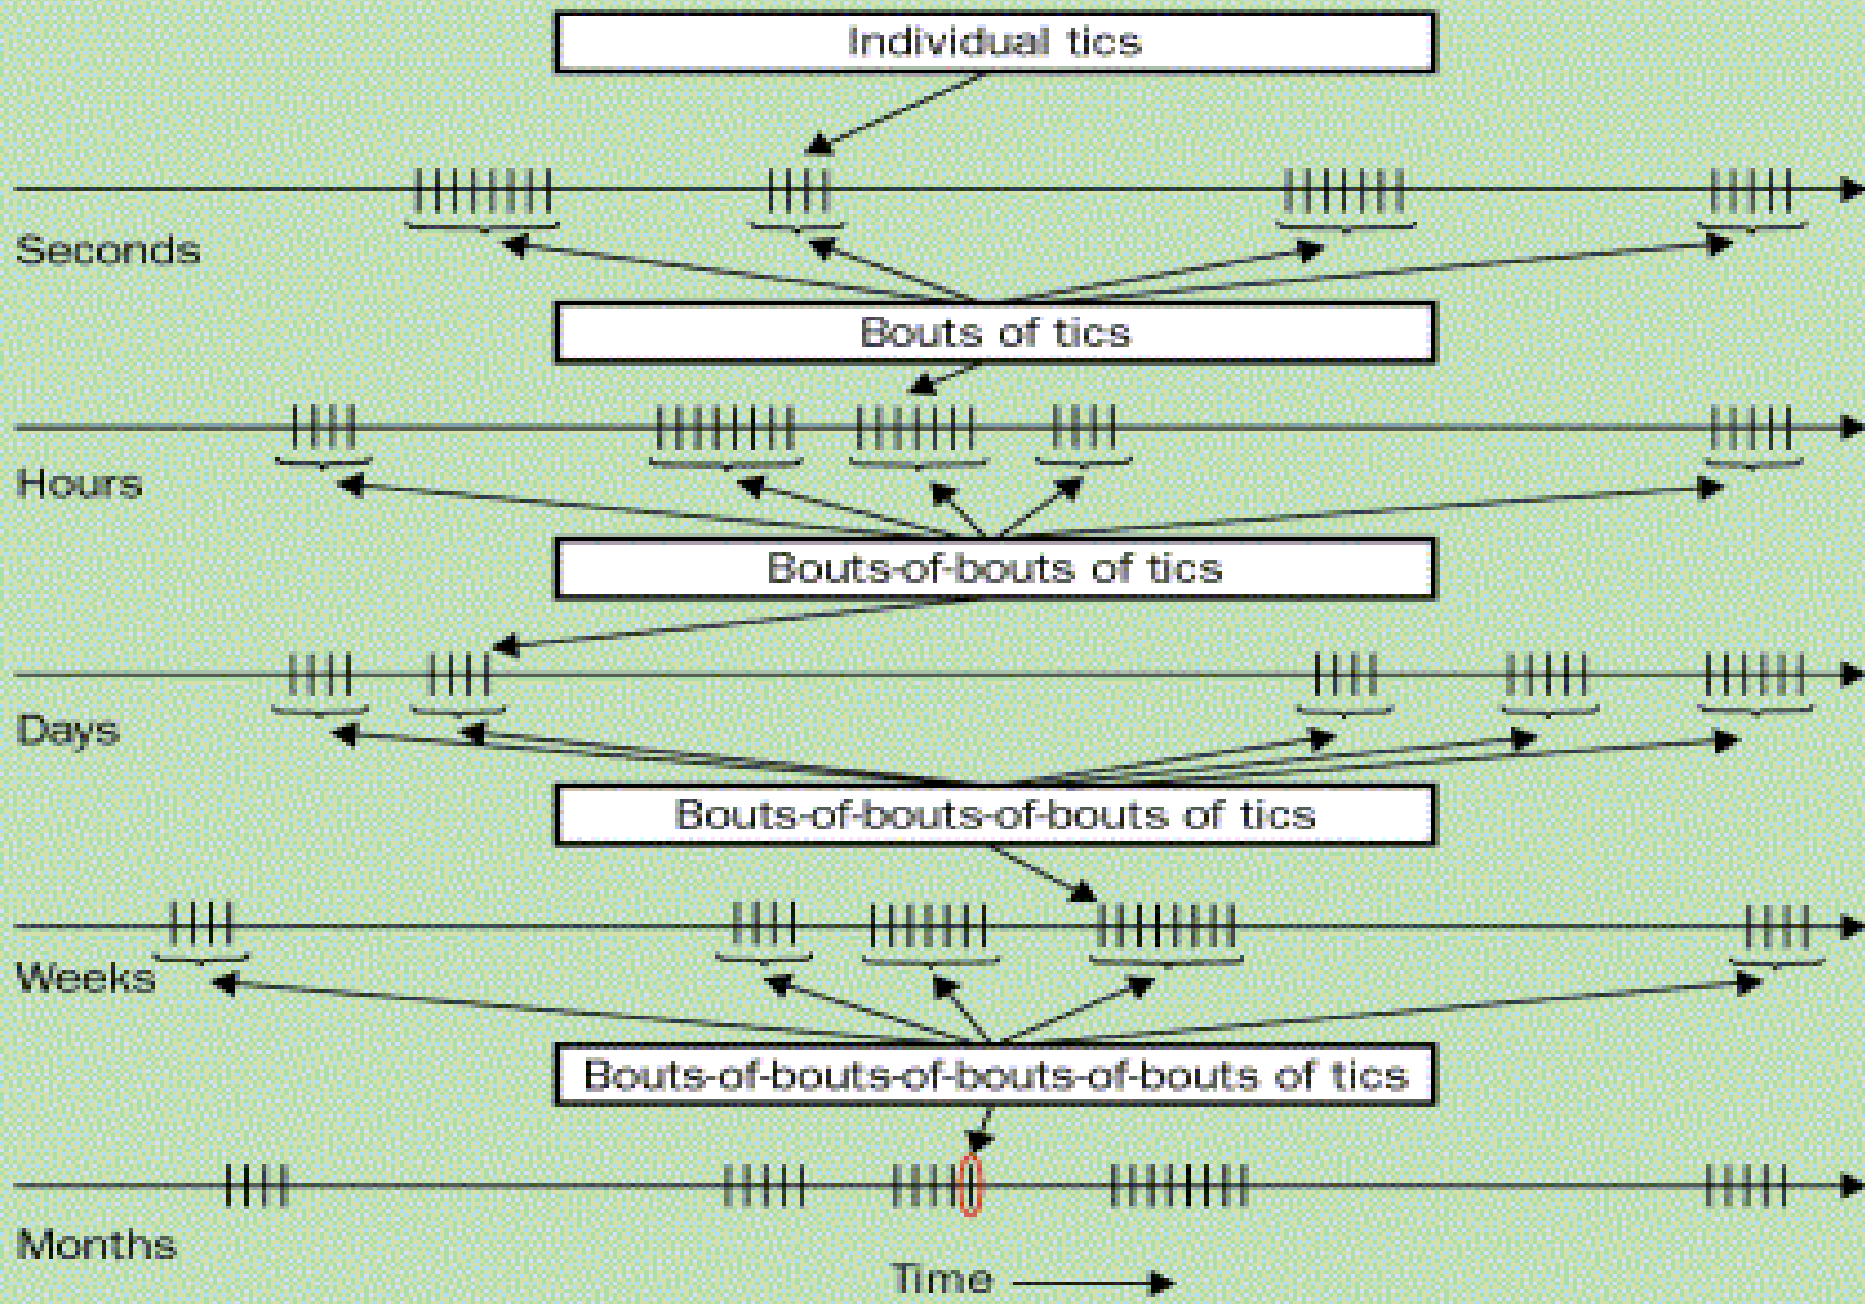 Individual tics
Seconds
Bouts of tics
Hours
Bouts-of-bouts of tics
Days
Bouts-of-bouts-of-bouts of tics
Weeks
Bouts-of-bouts-of-bouts-of-bouts of tics
Months
Time